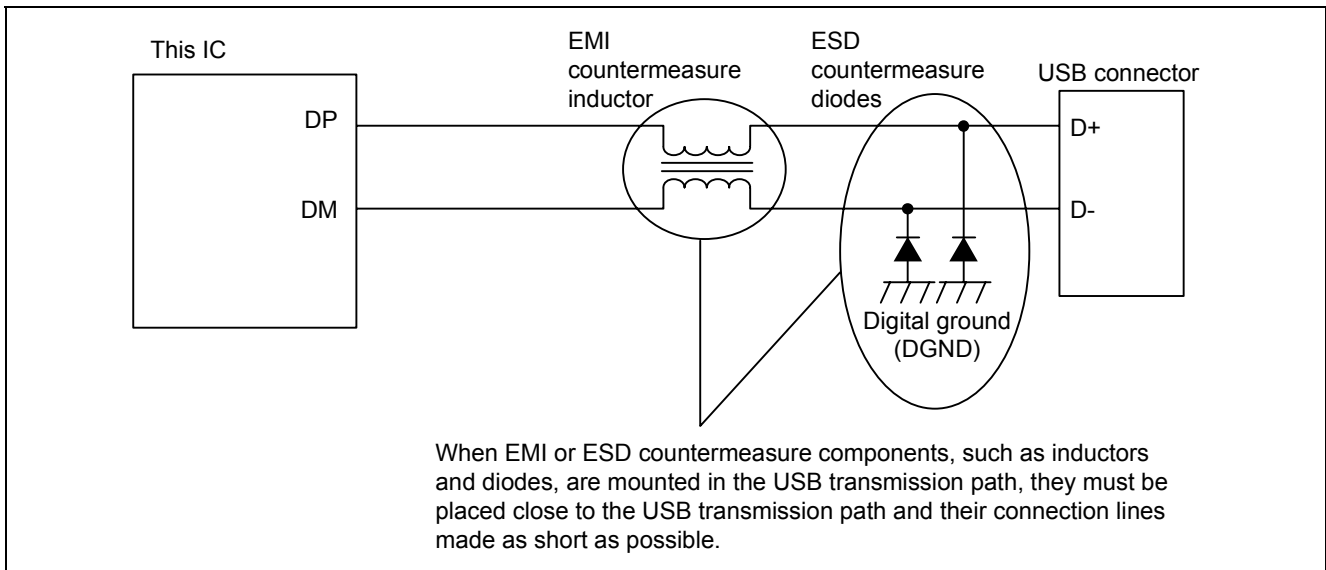 This IC
EMI
countermeasure
inductor
ESD
countermeasure
diodes
USB connector
DP
DM
D+
D-
Digital ground
(DGND)
When EMI or ESD countermeasure components, such as inductors
and diodes, are mounted in the USB transmission path, they must be
placed close to the USB transmission path and their connection lines
made as short as possible.